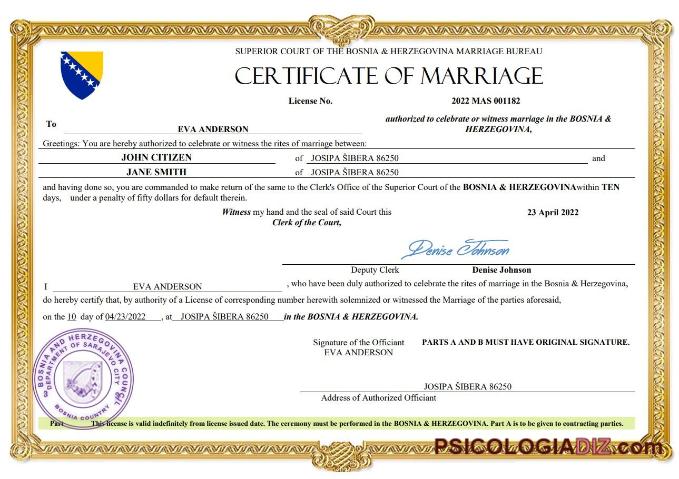 SUPERIOR COURT OF THE BOSNIA & HERZEGOVINA MARRIAGE BUREAU
CERTIFICATE OF MARRIAGE
License No. 2022 MAS 001182
To EVA ANDERSON authorized to celebrate or witness marriage in the BOSNIA &
HERZEGOVINA,
Greetings: You are hereby authorized to celebrate or witness the rites of marriage between:
JOHN CITIZEN of JOSIPA ŠIBERA 86250 and
JANE SMITH of JOSIPA ŠIBERA 86250
and having done so, you are commanded to make return of the same to the Clerk's Office of the Superior Court of the BOSNIA & HERZEGOVINAwithin TEN
days, under a penalty of fifty dollars for default therein.
Witness my hand and the seal of said Court this 23 April 2022
Clerk of the Court,
Denise Johnson
Deputy Clerk Denise Johnson
I EVA ANDERSON , who have been duly authorized to celebrate the rites of marriage in the Bosnia & Herzegovina,
do hereby certify that, by authority of a License of corresponding number herewith solemnized or witnessed the Marriage of the parties aforesaid,
on the 10 day of 04/23/2022 , at JOSIPA ŠIBERA 86250 in the BOSNIA & HERZEGOVINA.
Signature of the Officiant PARTS A AND B MUST HAVE ORIGINAL SIGNATURE.
EVA ANDERSON
BOSNIA AND HERZEGOVINA COUNCIL
DEPARTMENT OF SARAJEVO CITY
BOSNIA COUNTRY
JOSIPA ŠIBERA 86250
Address of Authorized Officiant
This license is valid indefinitely from license issued date. The ceremony must be performed in the BOSNIA & HERZEGOVINA. Part A is to be given to contracting parties.
PSICOLOGIADIZ.com